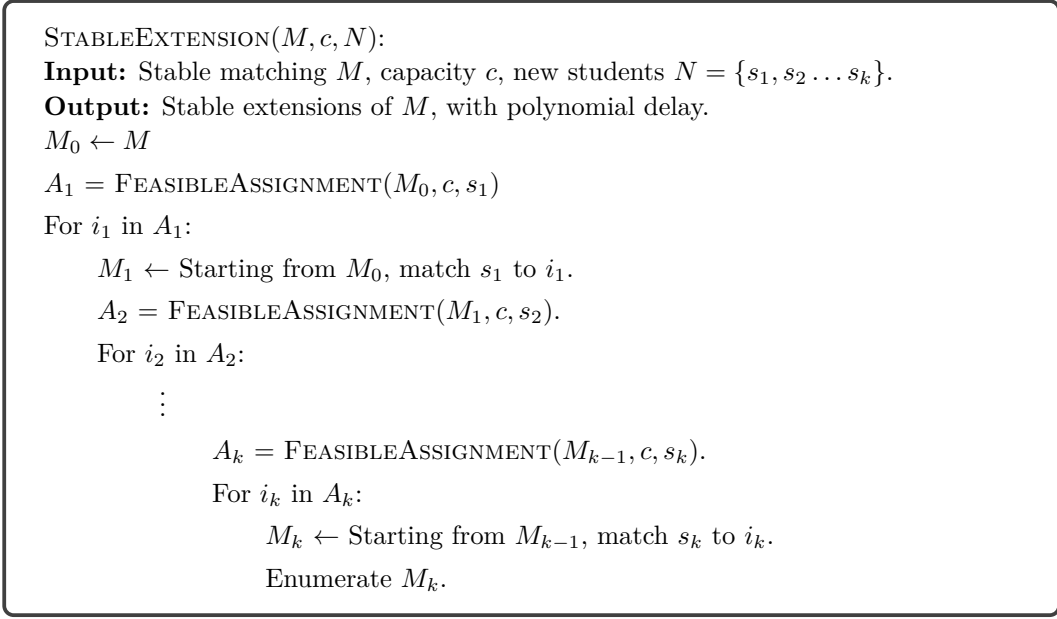 STABLEEXTENSION(M, c, N):
Input: Stable matching M, capacity c, new students N = {s₁, s₂ … sₖ}.
Output: Stable extensions of M, with polynomial delay.
M₀ ← M
A₁ = FEASIBLEASSIGNMENT(M₀, c, s₁)
For i₁ in A₁:
M₁ ← Starting from M₀, match s₁ to i₁.
A₂ = FEASIBLEASSIGNMENT(M₁, c, s₂).
For i₂ in A₂:
⋮
Aₖ = FEASIBLEASSIGNMENT(Mₖ₋₁, c, sₖ).
For iₖ in Aₖ:
Mₖ ← Starting from Mₖ₋₁, match sₖ to iₖ.
Enumerate Mₖ.